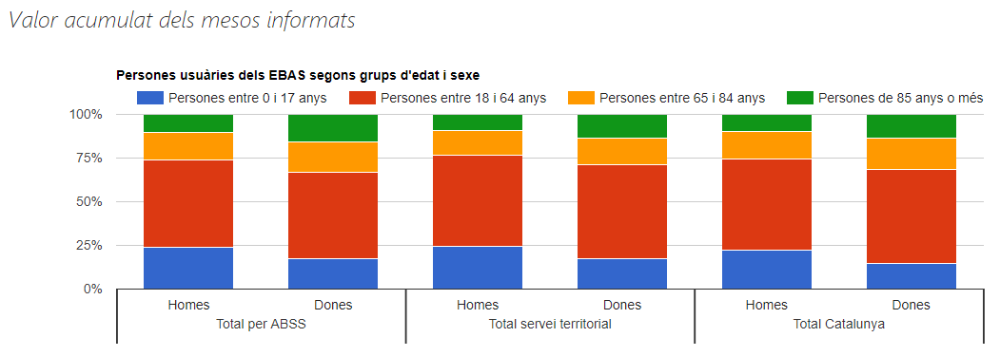 Valor acumulat dels mesos informats
Persones usuàries dels EBAS segons grups d'edat i sexe
Persones entre 0 i 17 anys Persones entre 18 i 64 anys Persones entre 65 i 84 anys Persones de 85 anys o més
100%
75%
50%
25%
0%
Homes Dones Homes Dones Homes Dones
Total per ABSS Total servei territorial Total Catalunya